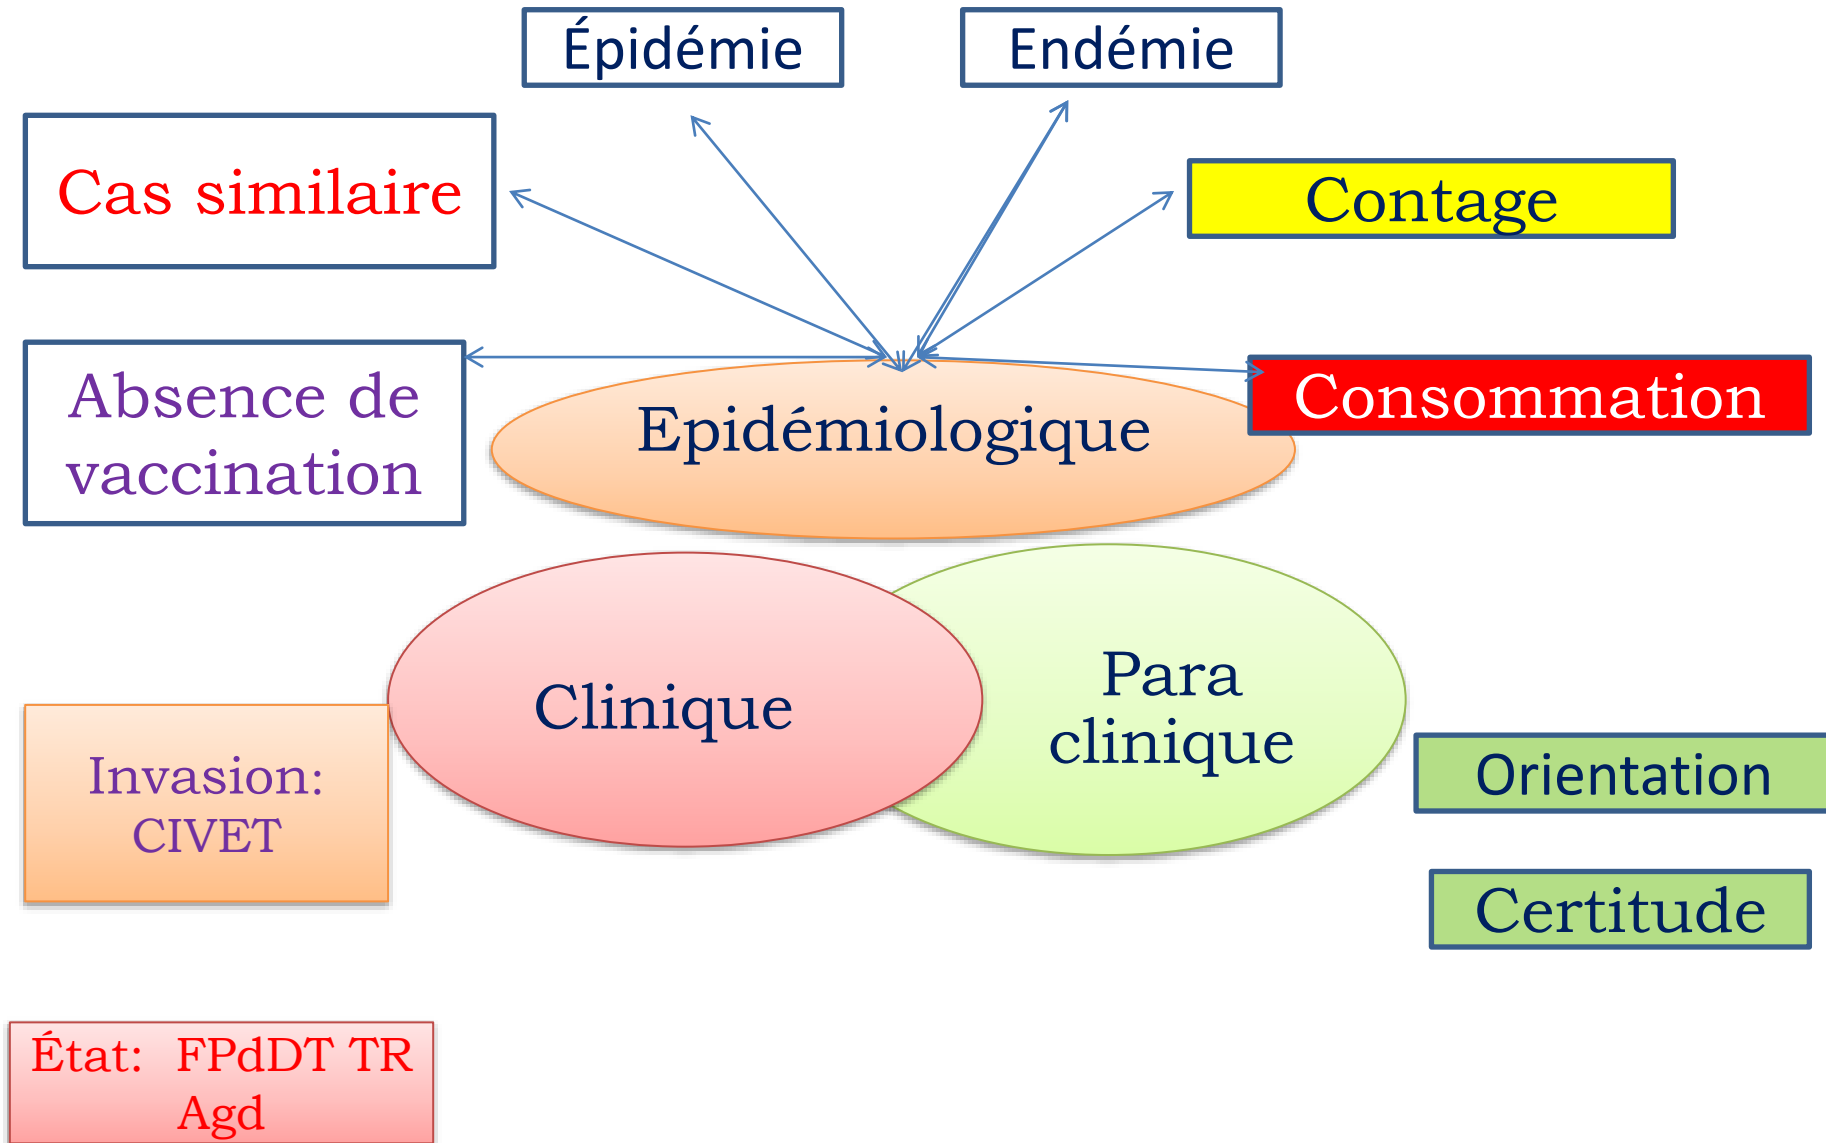 Épidémie
Endémie
Cas similaire
Contage
Absence de
vaccination
Epidémiologique
Consommation
Clinique
Para
clinique
Invasion:
CIVET
Orientation
Certitude
État: FPdDT TR
Agd